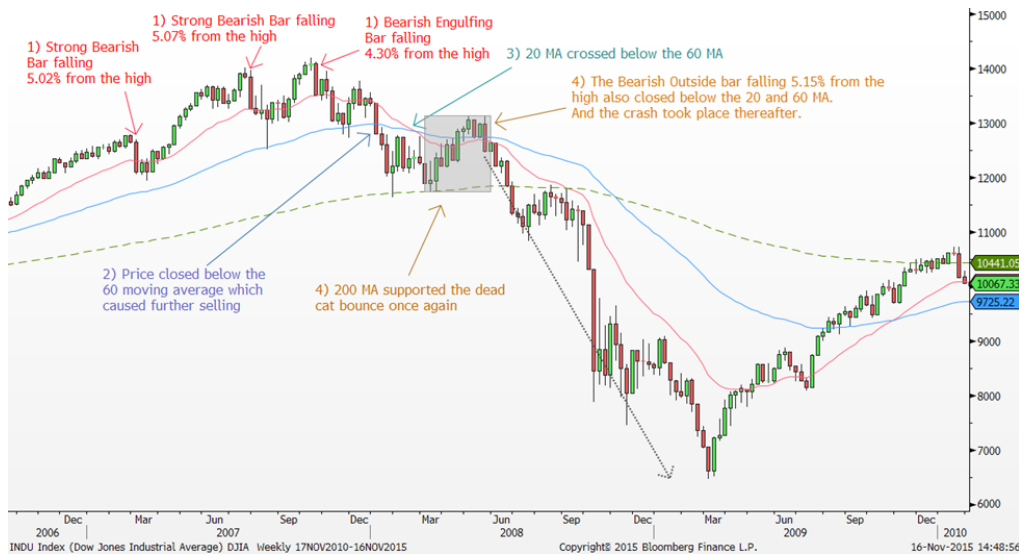 1) Strong Bearish Bar falling
5.07% from the high
1) Bearish Engulfing
Bar falling
4.30% from the high
1) Strong Bearish
Bar falling
5.02% from the high
3) 20 MA crossed below the 60 MA
4) The Bearish Outside bar falling 5.15% from the
high also closed below the 20 and 60 MA.
And the crash took place thereafter.
2) Price closed below the
60 moving average which
caused further selling
4) 200 MA supported the dead
cat bounce once again
15000
14000
13000
12000
11000
10441.05
10067.33
9725.22
9000
8000
7000
6000
Dec Mar Jun Sep Dec Mar Jun Sep Dec Mar Jun Sep Dec
2006 2007 2008 2009 2010
INDU Index (Dow Jones Industrial Average) DJIA Weekly 17NOV2010-16NOV2015 Copyright© 2015 Bloomberg Finance L.P. 16-Nov-2015 14:48:56